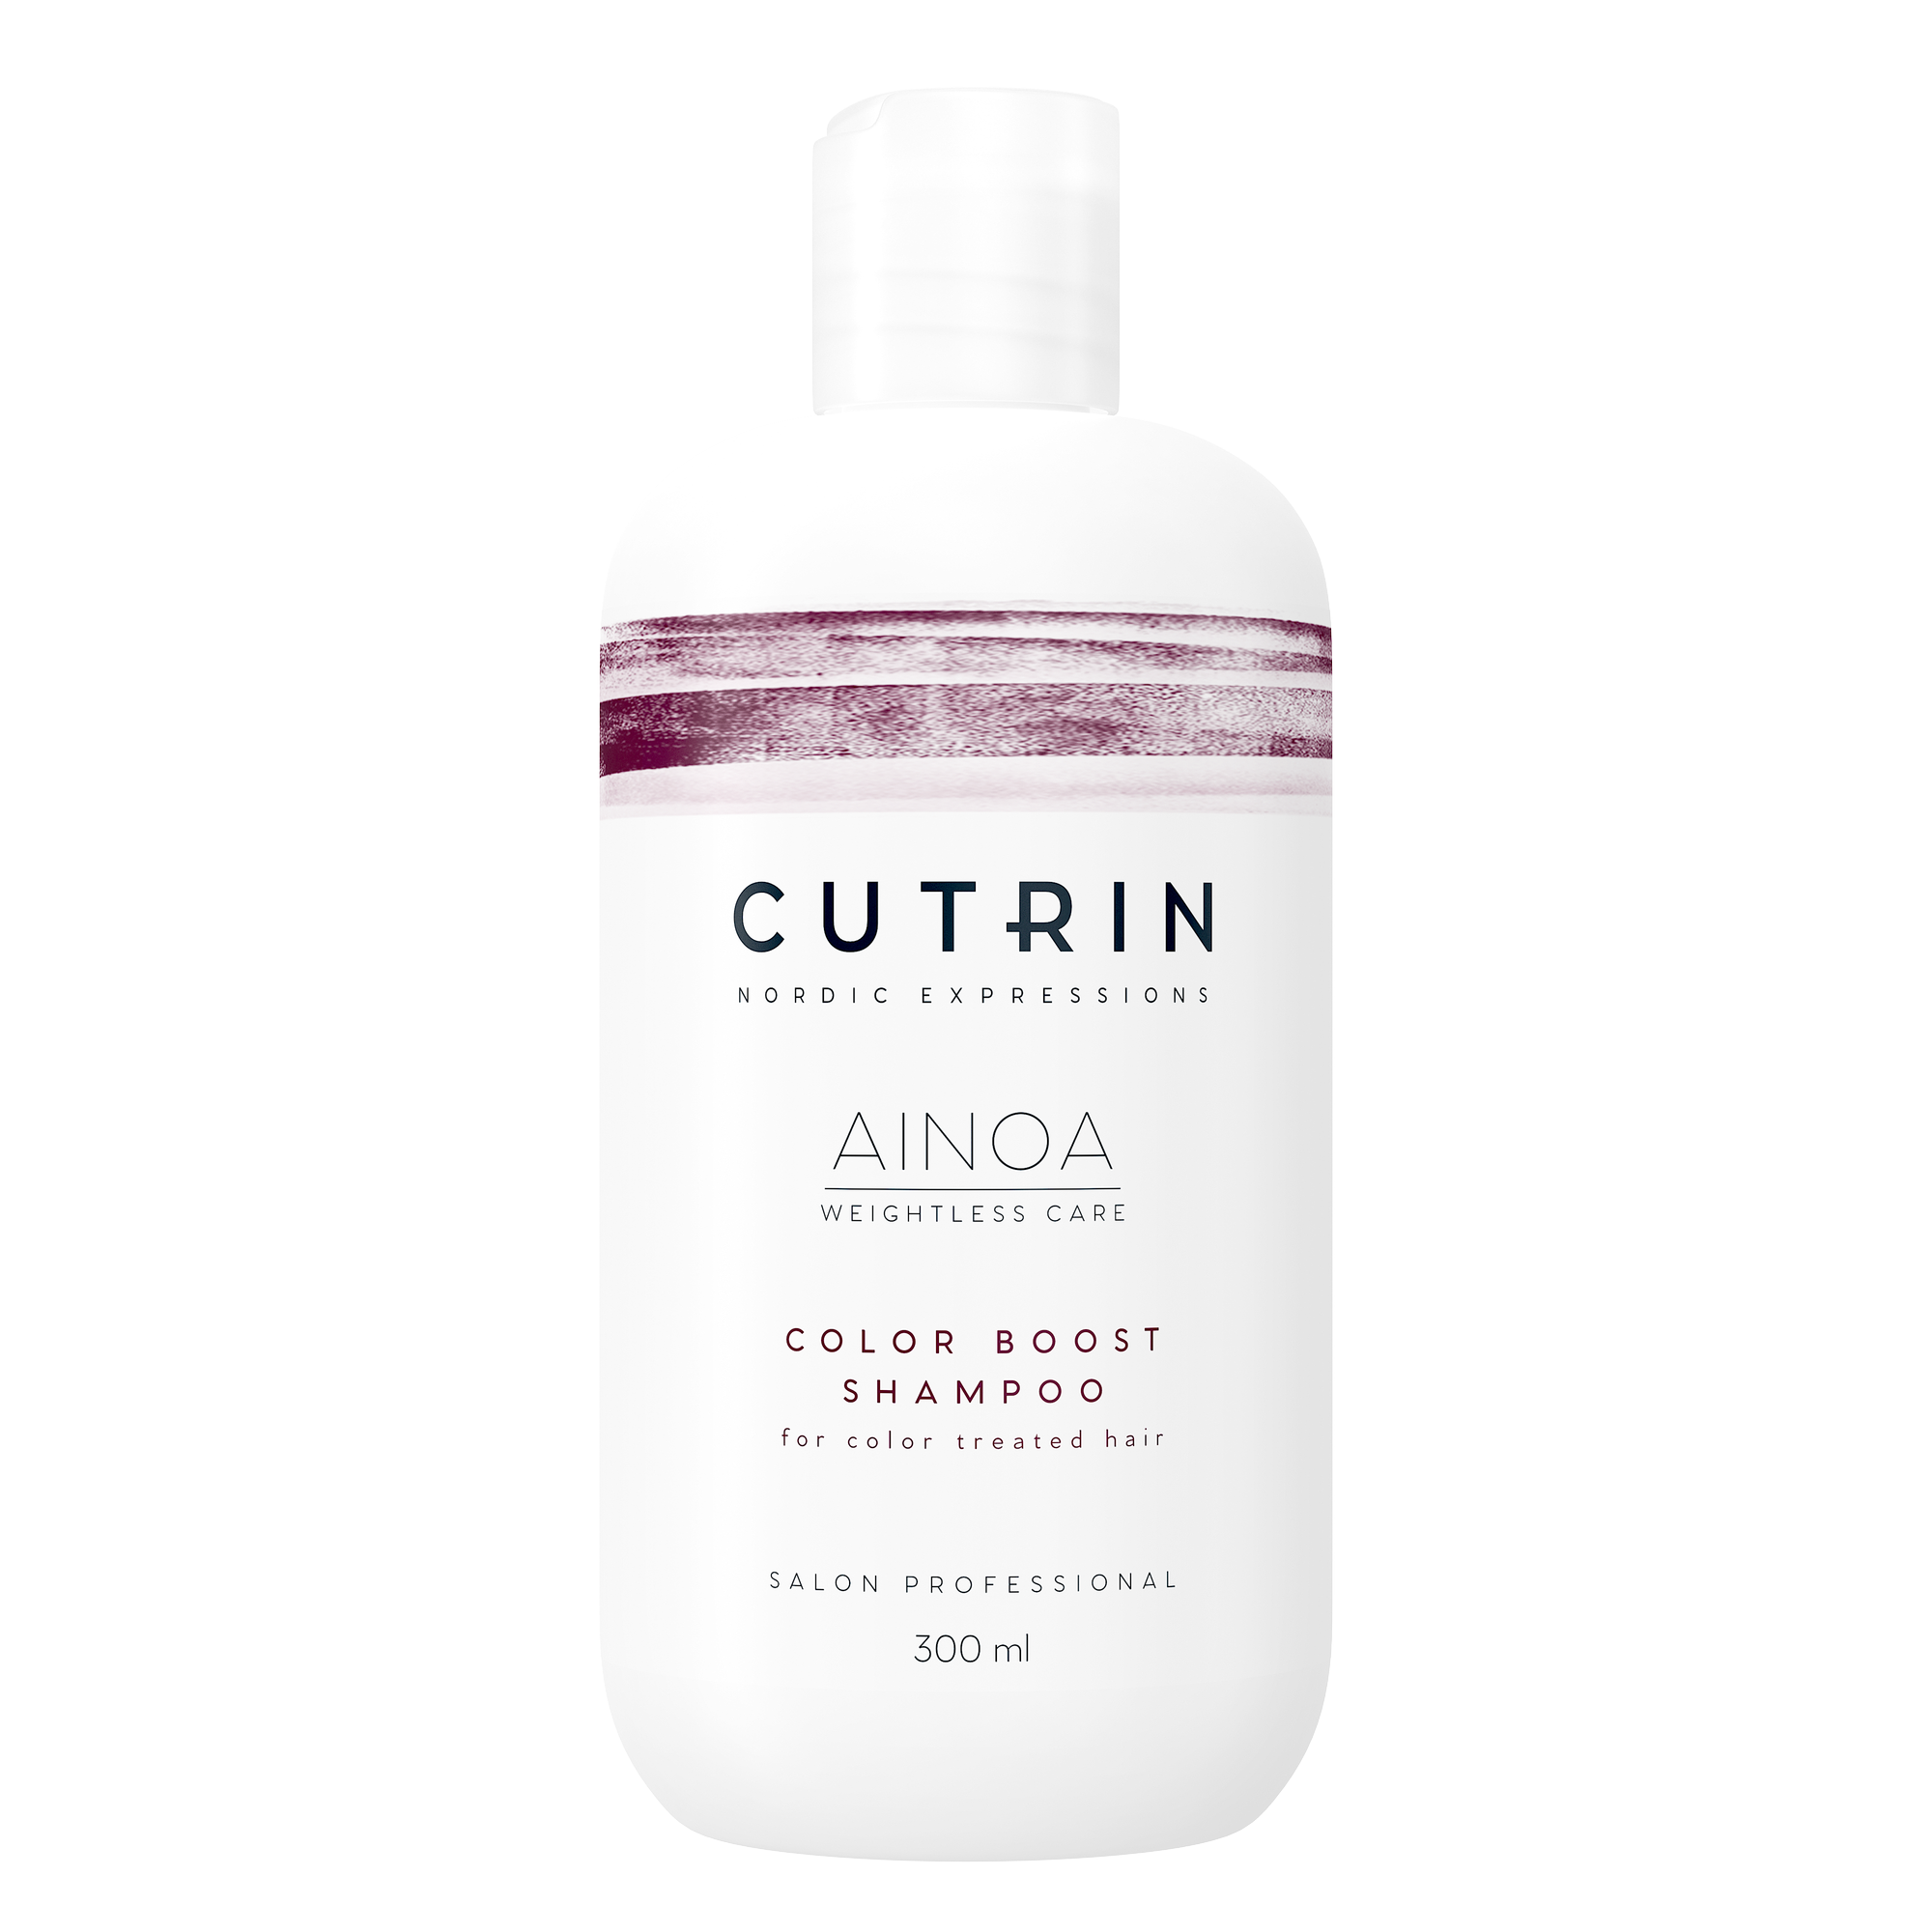 CUTRIN
NORDIC EXPRESSIONS
AINOA
WEIGHTLESS CARE
COLOR BOOST
SHAMPOO
for color treated hair
SALON PROFESSIONAL
300 ml